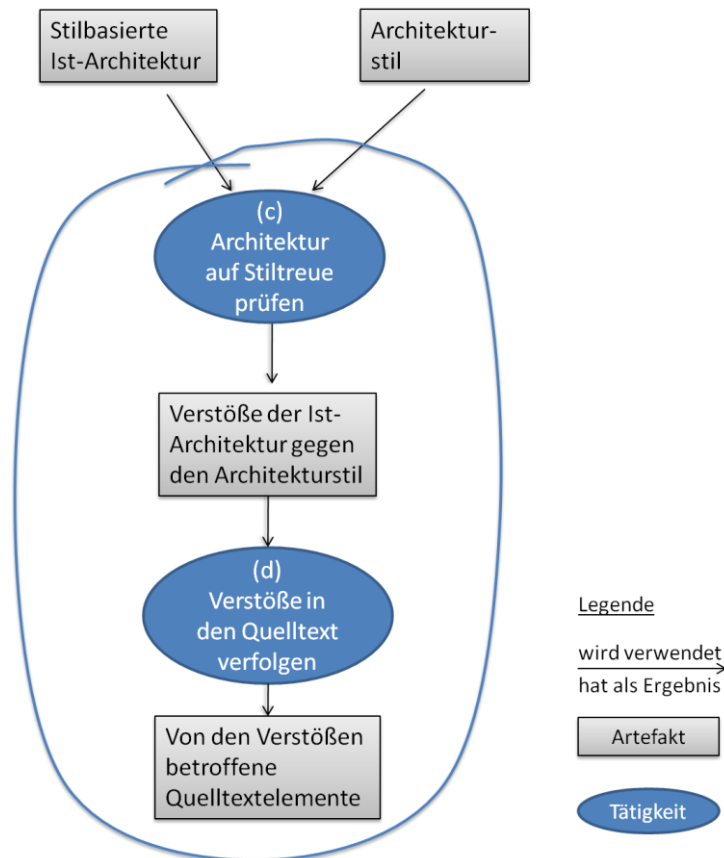 Stilbasierte
Ist-Architektur
Architektur-
stil
(c)
Architektur
auf Stiltreue
prüfen
Verstöße der Ist-
Architektur gegen
den Architekturstil
(d)
Verstöße in
den Quelltext
verfolgen
Von den Verstößen
betroffene
Quelltextelemente
Legende
wird verwendet
hat als Ergebnis
Artefakt
Tätigkeit